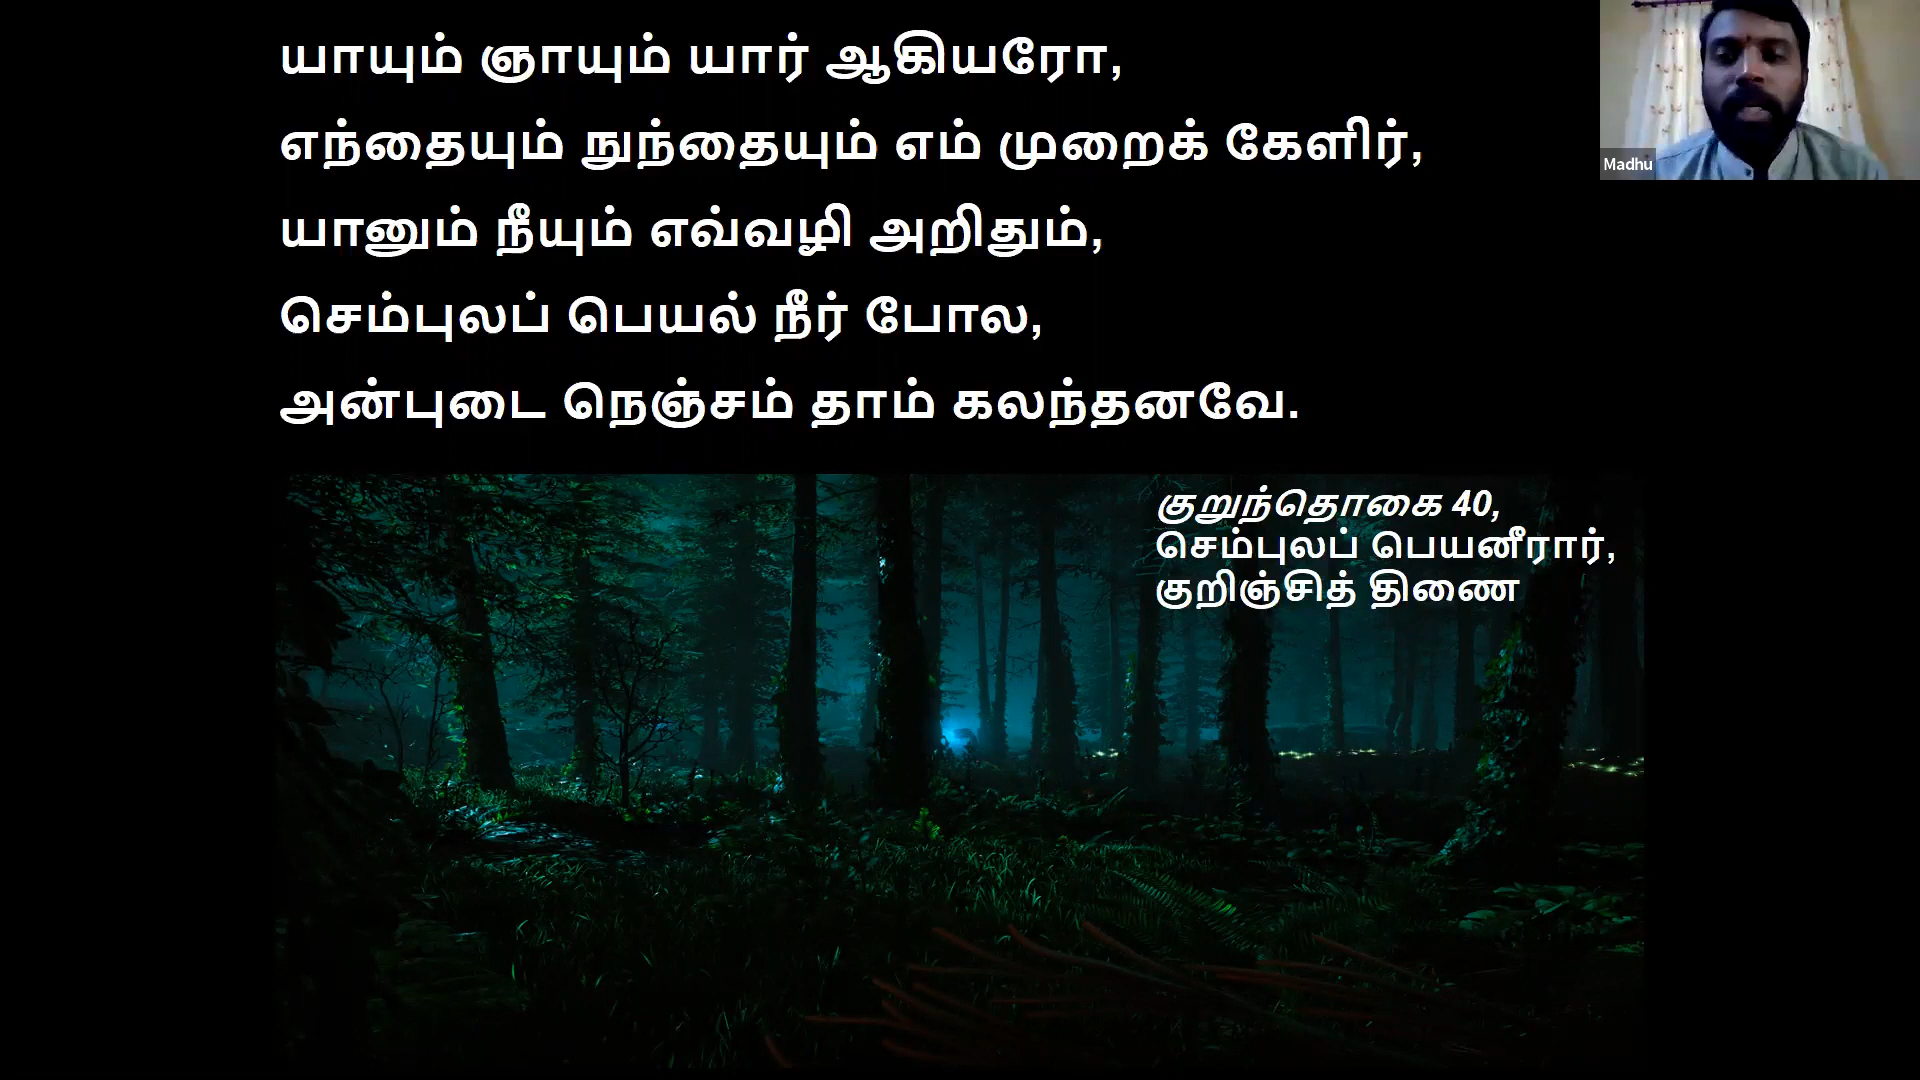 யாயும் ஞாயும் யார் ஆகியரோ,
எந்தையும் நுந்தையும் எம் முறைக் கேளிர்,
யானும் நீயும் எவ்வழி அறிதும்,
செம்புலப் பெயல் நீர் போல,
அன்புடை நெஞ்சம் தாம் கலந்தனவே.
குறுந்தொகை 40,
செம்புலப் பெயனீரார்,
குறிஞ்சித் திணை
Madhu